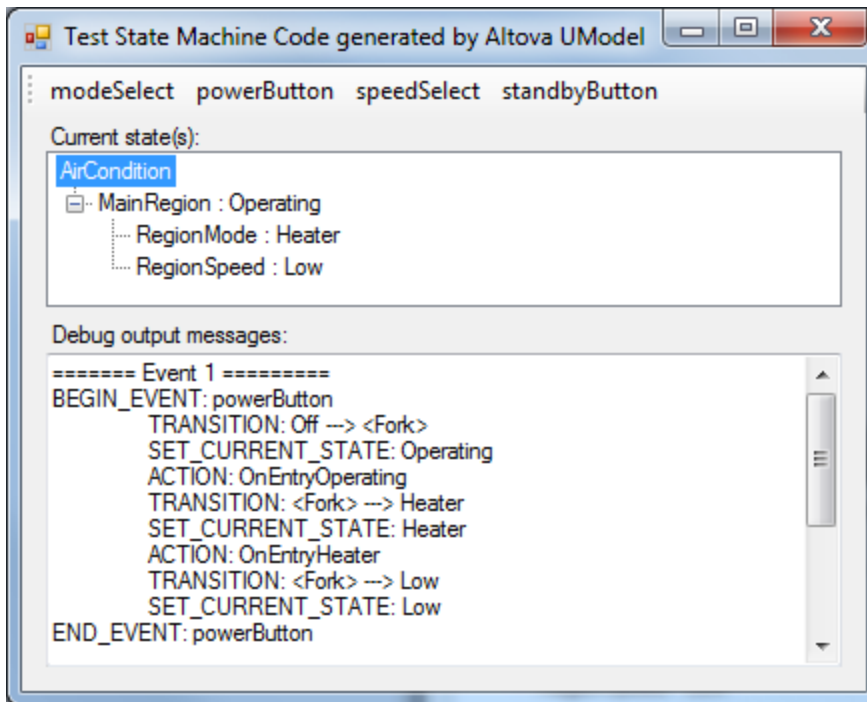 Test State Machine Code generated by Altova UModel
modeSelect powerButton speedSelect standbyButton
Current state(s):
AirCondition
MainRegion : Operating
RegionMode : Heater
RegionSpeed : Low
Debug output messages:
======= Event 1 =========
BEGIN_EVENT: powerButton
TRANSITION: Off ---> <Fork>
SET_CURRENT_STATE: Operating
ACTION: OnEntryOperating
TRANSITION: <Fork> ---> Heater
SET_CURRENT_STATE: Heater
ACTION: OnEntryHeater
TRANSITION: <Fork> ---> Low
SET_CURRENT_STATE: Low
END_EVENT: powerButton